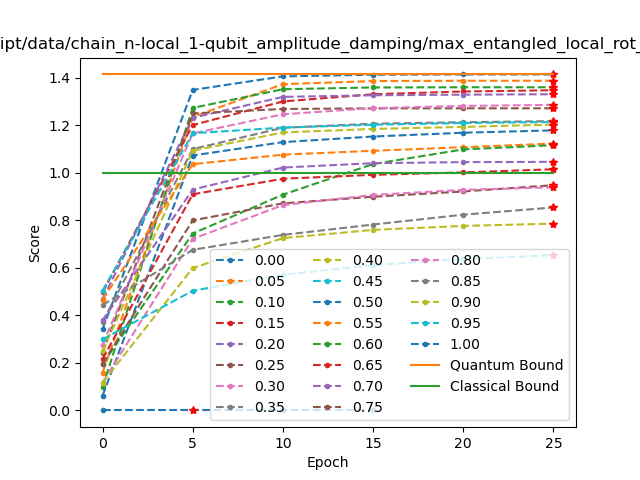 ipt/data/chain_n-local_1-qubit_amplitude_damping/max_entangled_local_rot_
Score
1.4
1.2
1.0
0.8
0.6
0.4
0.2
0.0
0.00 0.40 0.80
0.05 0.45 0.85
0.10 0.50 0.90
0.15 0.55 0.95
0.20 0.60 1.00
0.25 0.65 Quantum Bound
0.30 0.70 Classical Bound
0.35 0.75
0 5 10 15 20 25
Epoch